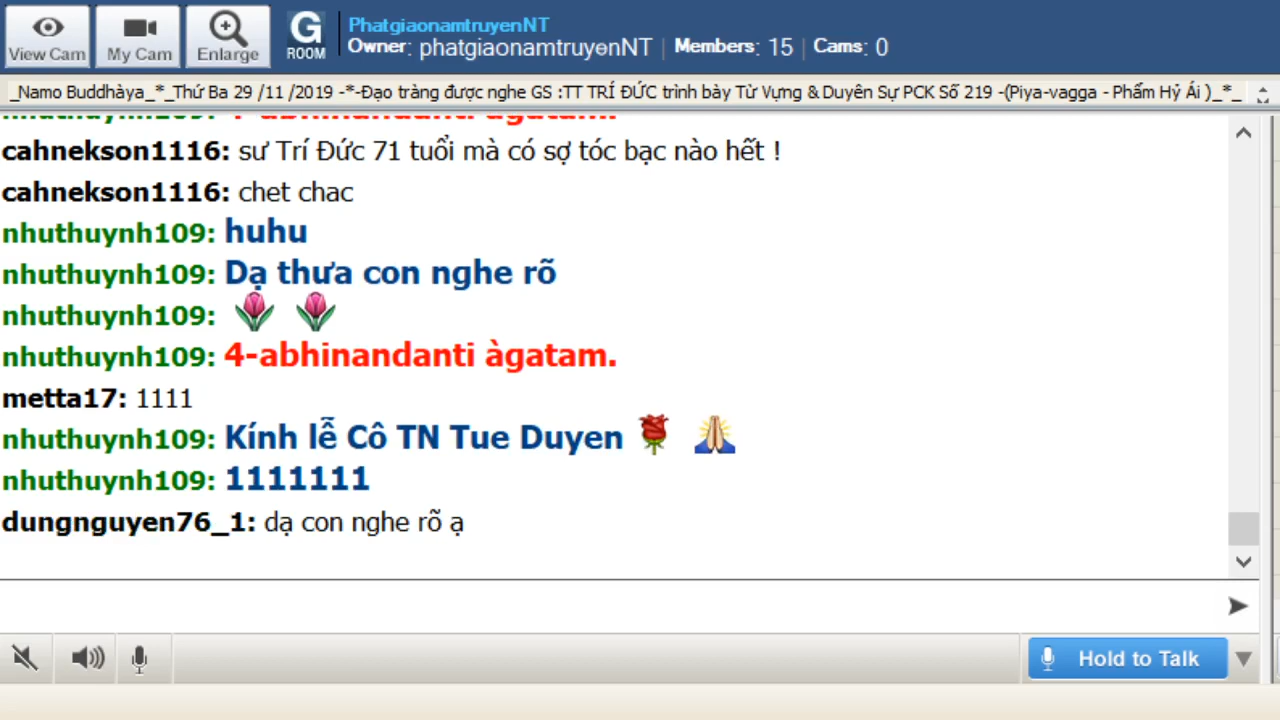 View Cam
My Cam
Enlarge
G
ROOM
PhatgiaonamtruyenNT
Owner: phatgiaonamtruyenNT | Members: 15 | Cams: 0
_Namo Buddhàya_*_Thứ Ba 29 /11 /2019 -*-Đạo tràng được nghe GS :TT TRÍ ĐỨC trình bày Từ Vựng & Duyên Sự PCK Số 219 -(Piya-vagga - Phẩm Hỷ Ái )_*_
nhuthuynh109: 4-abhinandanti àgatam.
cahnekson1116: sư Trí Đức 71 tuổi mà có sợ tóc bạc nào hết !
cahnekson1116: chet chac
nhuthuynh109: huhu
nhuthuynh109: Dạ thưa con nghe rõ
nhuthuynh109:
nhuthuynh109: 4-abhinandanti àgatam.
metta17: 1111
nhuthuynh109: Kính lễ Cô TN Tue Duyen
nhuthuynh109: 1111111
dungnguyen76_1: dạ con nghe rõ ạ
Hold to Talk